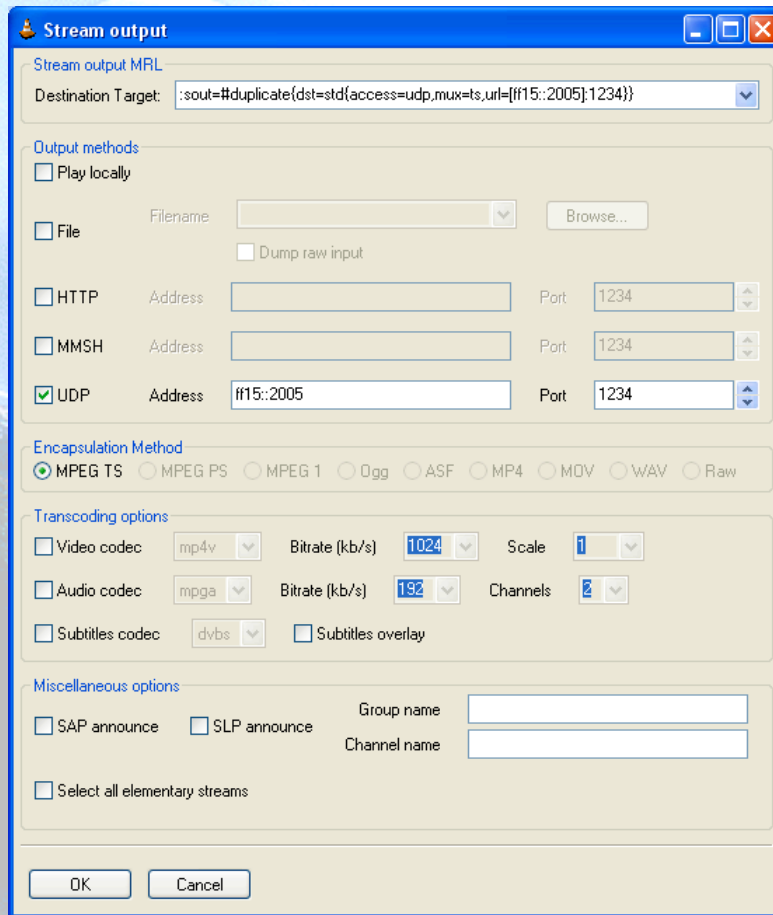 Stream output
Stream output MRL
Destination Target: :sout=#duplicate{dst=std{access=udp,mux=ts,url=[ff15::2005]:1234}}
Output methods
Play locally
File Filename Browse...
Dump raw input
HTTP Address Port 1234
MMSH Address Port 1234
UDP Address ff15::2005 Port 1234
Encapsulation Method
MPEG TS MPEG PS MPEG 1 Ogg ASF MP4 MOV WAV Raw
Transcoding options
Video codec mp4v Bitrate (kb/s) 1024 Scale 1
Audio codec mpga Bitrate (kb/s) 192 Channels 2
Subtitles codec dvbs Subtitles overlay
Miscellaneous options
SAP announce SLP announce Group name
Channel name
Select all elementary streams
OK Cancel